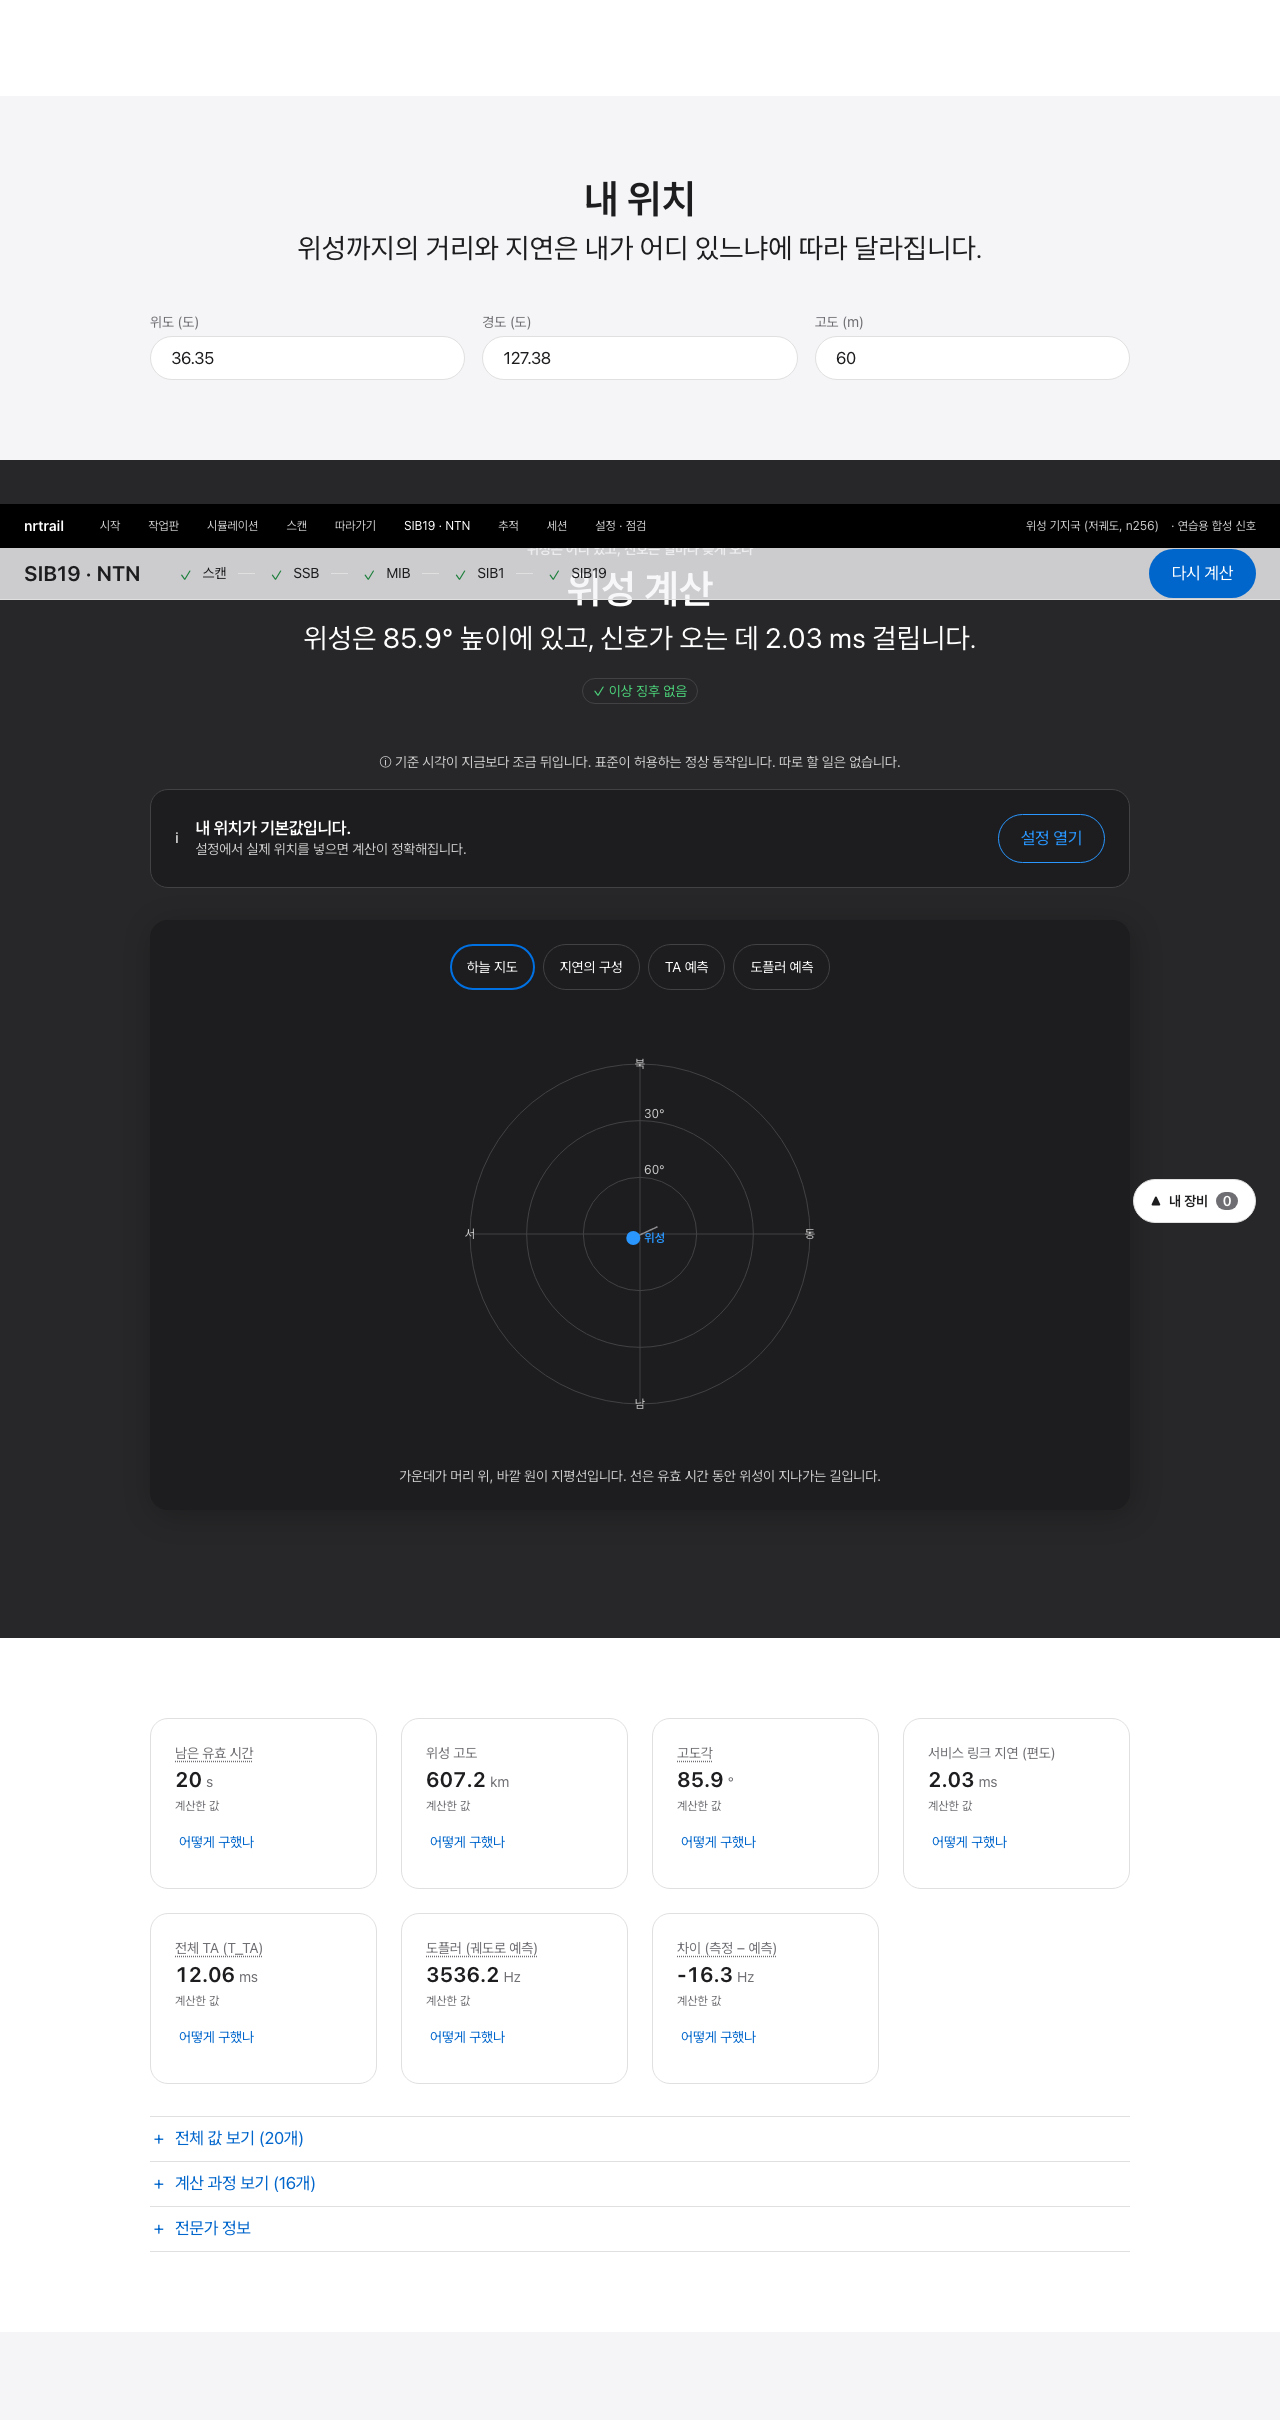 내 위치
위성까지의 거리와 지연은 내가 어디 있느냐에 따라 달라집니다.
위도 (도)
경도 (도)
고도 (m)
36.35
127.38
60
nrtrail 시작 작업판 시뮬레이션 스캔 따라가기 SIB19 · NTN 추적 세션 설정 · 점검 위성 기지국 (저궤도, n256) · 연습용 합성 신호
위성은 어디 있고, 신호는 얼마나 늦게 오나
SIB19 · NTN ✓ 스캔 ✓ SSB ✓ MIB ✓ SIB1 ✓ SIB19 다시 계산
위성 계산
위성은 85.9° 높이에 있고, 신호가 오는 데 2.03 ms 걸립니다.
✓ 이상 징후 없음
ⓘ 기준 시각이 지금보다 조금 뒤입니다. 표준이 허용하는 정상 동작입니다. 따로 할 일은 없습니다.
i 내 위치가 기본값입니다.
설정에서 실제 위치를 넣으면 계산이 정확해집니다.
설정 열기
하늘 지도 지연의 구성 TA 예측 도플러 예측
북
30°
60°
서
위성
동
남
▲ 내 장비 0
가운데가 머리 위, 바깥 원이 지평선입니다. 선은 유효 시간 동안 위성이 지나가는 길입니다.
남은 유효 시간
20 s
계산한 값
어떻게 구했나
위성 고도
607.2 km
계산한 값
어떻게 구했나
고도각
85.9 °
계산한 값
어떻게 구했나
서비스 링크 지연 (편도)
2.03 ms
계산한 값
어떻게 구했나
전체 TA (T_TA)
12.06 ms
계산한 값
어떻게 구했나
도플러 (궤도로 예측)
3536.2 Hz
계산한 값
어떻게 구했나
차이 (측정 − 예측)
-16.3 Hz
계산한 값
어떻게 구했나
+ 전체 값 보기 (20개)
+ 계산 과정 보기 (16개)
+ 전문가 정보